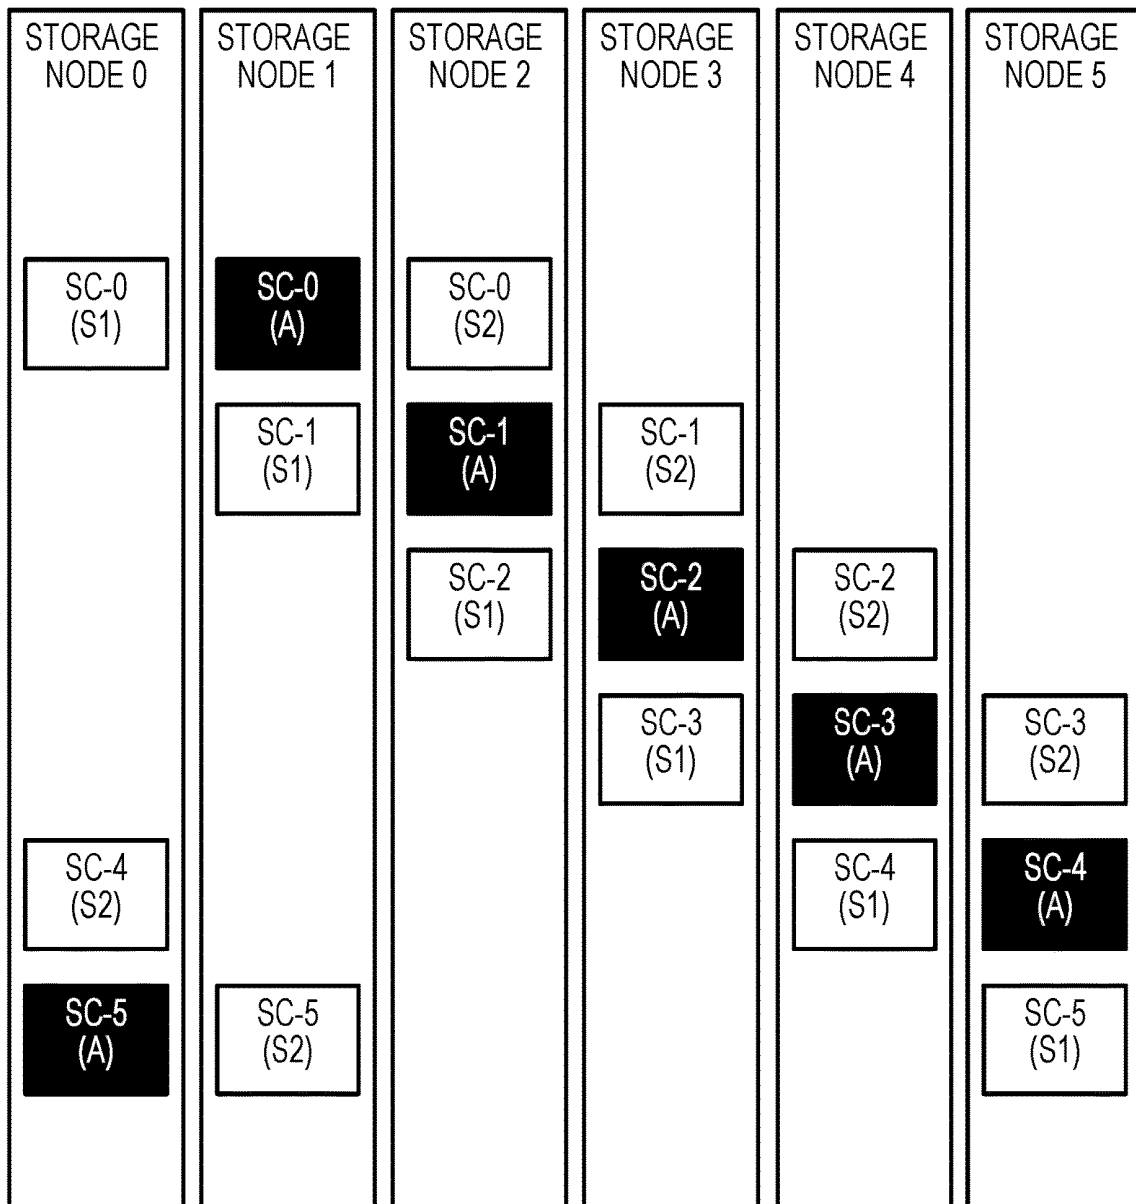 STORAGE
NODE 0
STORAGE
NODE 1
STORAGE
NODE 2
STORAGE
NODE 3
STORAGE
NODE 4
STORAGE
NODE 5
SC-0
(S1)
SC-0
(A)
SC-0
(S2)
SC-1
(S1)
SC-1
(A)
SC-1
(S2)
SC-2
(S1)
SC-2
(A)
SC-2
(S2)
SC-3
(S1)
SC-3
(A)
SC-3
(S2)
SC-4
(S2)
SC-4
(S1)
SC-4
(A)
SC-5
(A)
SC-5
(S2)
SC-5
(S1)